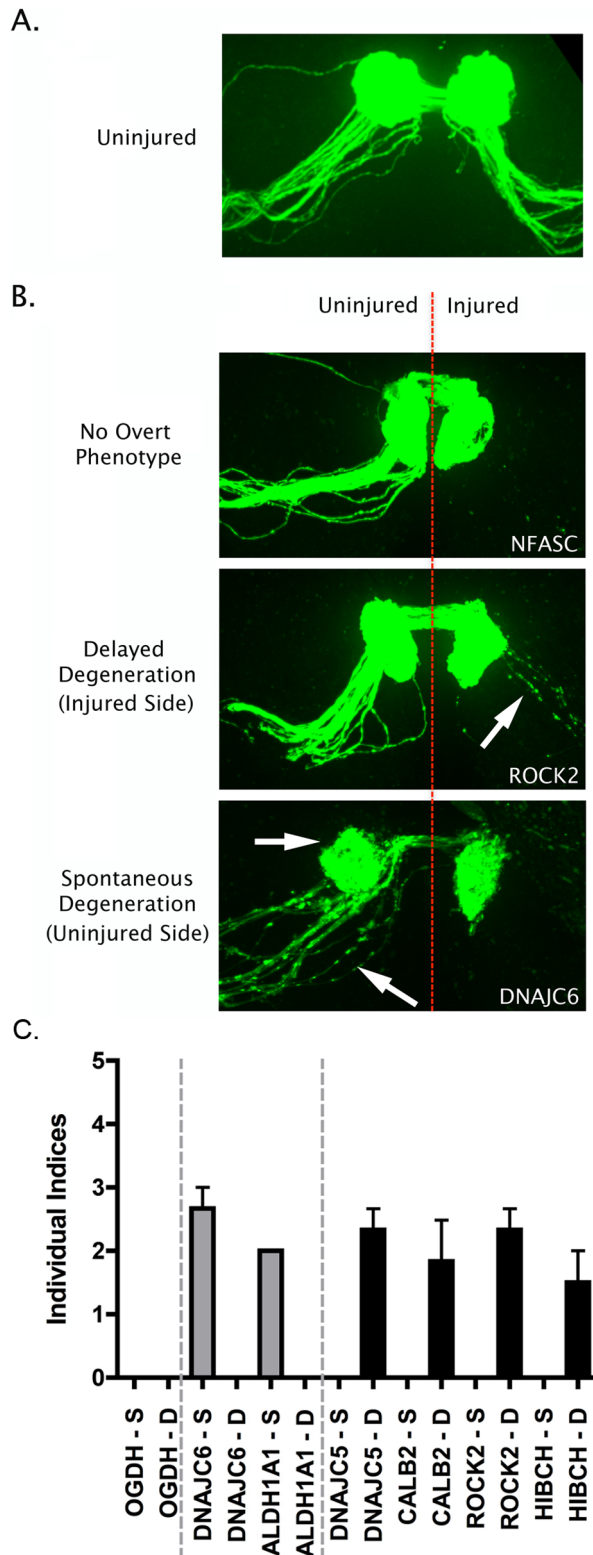 A.
Uninjured
B.
Uninjured Injured
No Overt
Phenotype
NFASC
Delayed
Degeneration
(Injured Side)
ROCK2
Spontaneous
Degeneration
(Uninjured Side)
DNAJC6
C.
Individual Indices
5
4
3
2
1
0
OGDH - S
OGDH - D
DNAJC6 - S
DNAJC6 - D
ALDH1A1 - S
ALDH1A1 - D
DNAJC5 - S
DNAJC5 - D
CALB2 - S
CALB2 - D
ROCK2 - S
ROCK2 - D
HIBCH - S
HIBCH - D